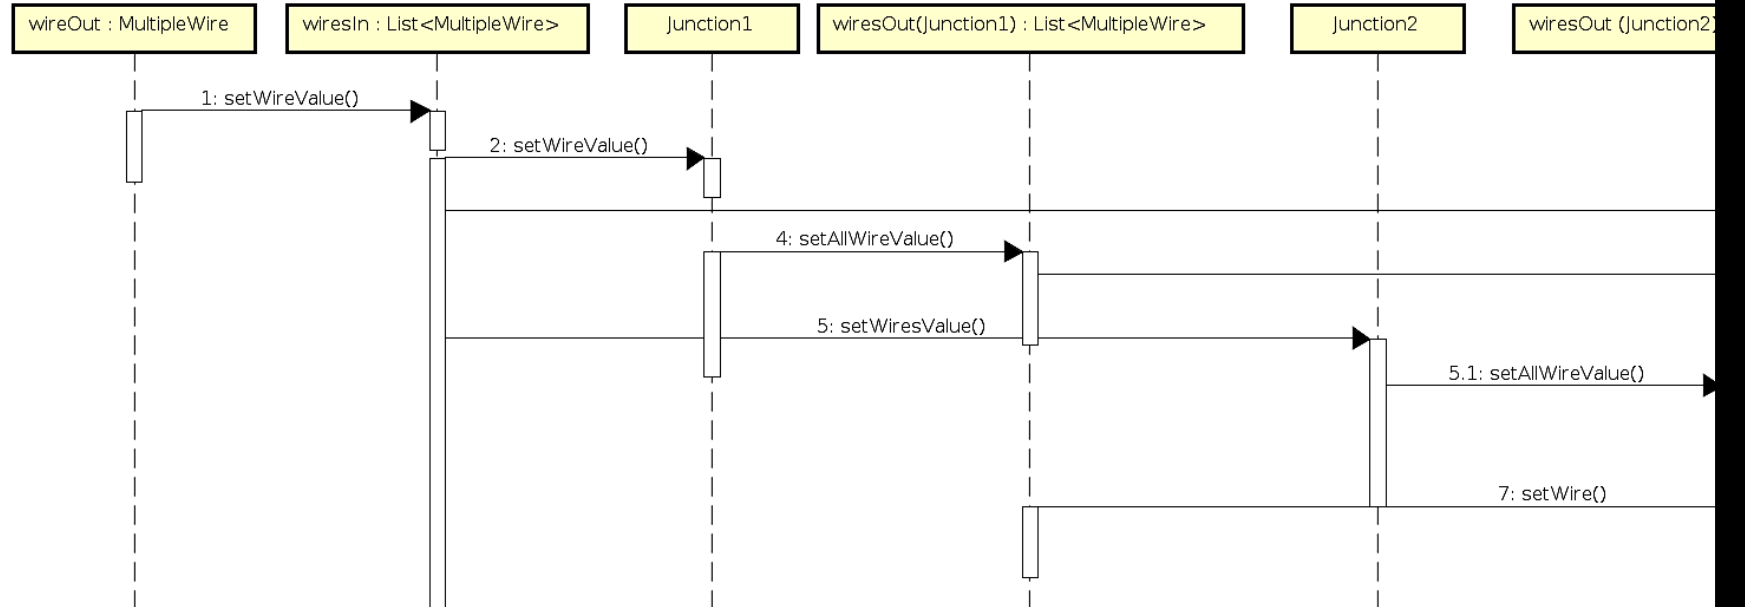 wireOut : MultipleWire
wiresIn : List<MultipleWire>
Junction1
wiresOut(Junction1) : List<MultipleWire>
Junction2
wiresOut (Junction2)
1: setWireValue()
2: setWireValue()
4: setAllWireValue()
5: setWiresValue()
5.1: setAllWireValue()
7: setWire()